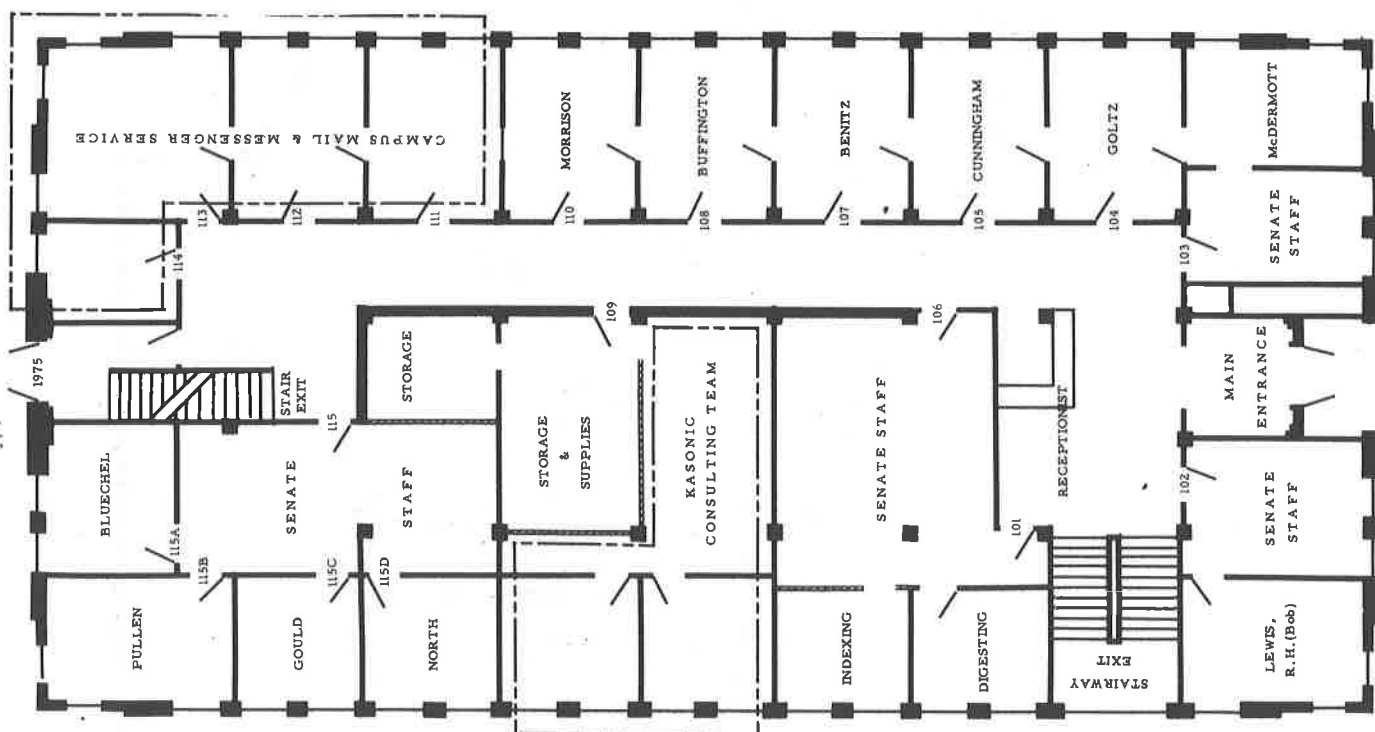 CAMPUS MAIL & MESSENGER SERVICE
113
112
111
114
MORRISON
110
BUFFINGTON
108
BENITZ
107
CUNNINGHAM
105
GOLTZ
104
McDERMOTT
SENATE
STAFF
103
1975
STAIR
EXIT
STORAGE
109
106
115
BLUECHEL
115A
SENATE
STAFF
STORAGE
&
SUPPLIES
KASONIC
CONSULTING TEAM
SENATE STAFF
RECEPTIONIST
101
MAIN
ENTRANCE
102
SENATE
STAFF
PULLEN
115B
GOULD
115C
115D
NORTH
INDEXING
DIGESTING
STAIRWAY
EXIT
LEWIS,
R.H.(Bob)